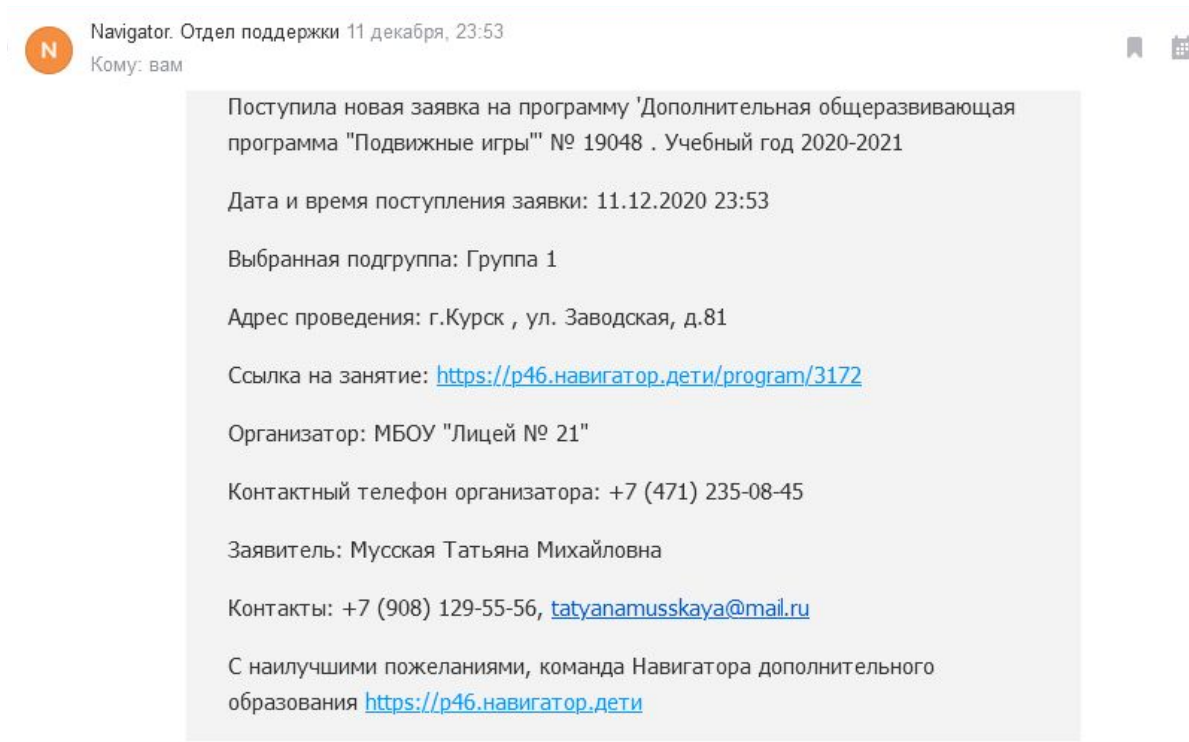 N
Navigator. Отдел поддержки 11 декабря, 23:53
Кому: вам
Поступила новая заявка на программу 'Дополнительная общеразвивающая
программа "Подвижные игры"' № 19048 . Учебный год 2020-2021
Дата и время поступления заявки: 11.12.2020 23:53
Выбранная подгруппа: Группа 1
Адрес проведения: г.Курск , ул. Заводская, д.81
Ссылка на занятие: https://р46.навигатор.дети/program/3172
Организатор: МБОУ "Лицей № 21"
Контактный телефон организатора: +7 (471) 235-08-45
Заявитель: Мусская Татьяна Михайловна
Контакты: +7 (908) 129-55-56, tatyanamusskaya@mail.ru
С наилучшими пожеланиями, команда Навигатора дополнительного
образования https://р46.навигатор.дети